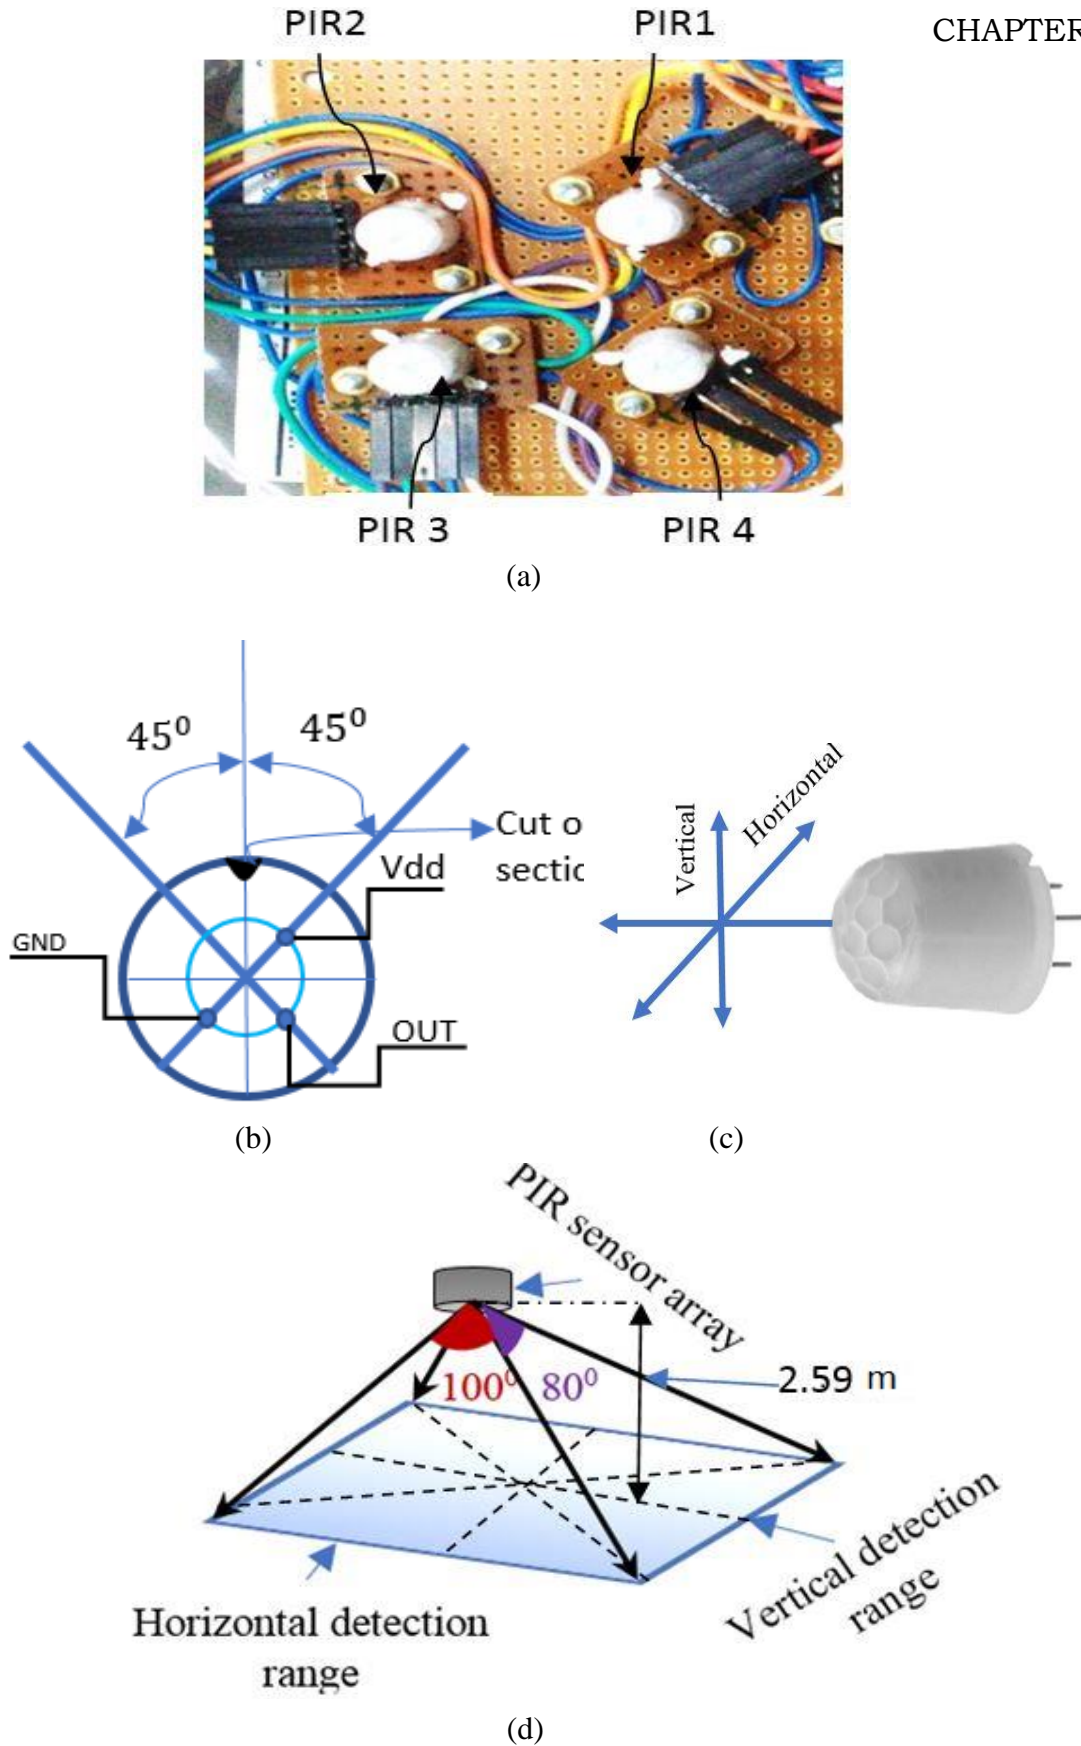 CHAPTER
PIR2
PIR1
PIR 3
PIR 4
(a)
45⁰
45⁰
Cut o
sectic
Vdd
GND
OUT
(b)
Vertical
Horizontal
(c)
PIR sensor array
100⁰
80⁰
2.59 m
Vertical detection
range
Horizontal detection
range
(d)